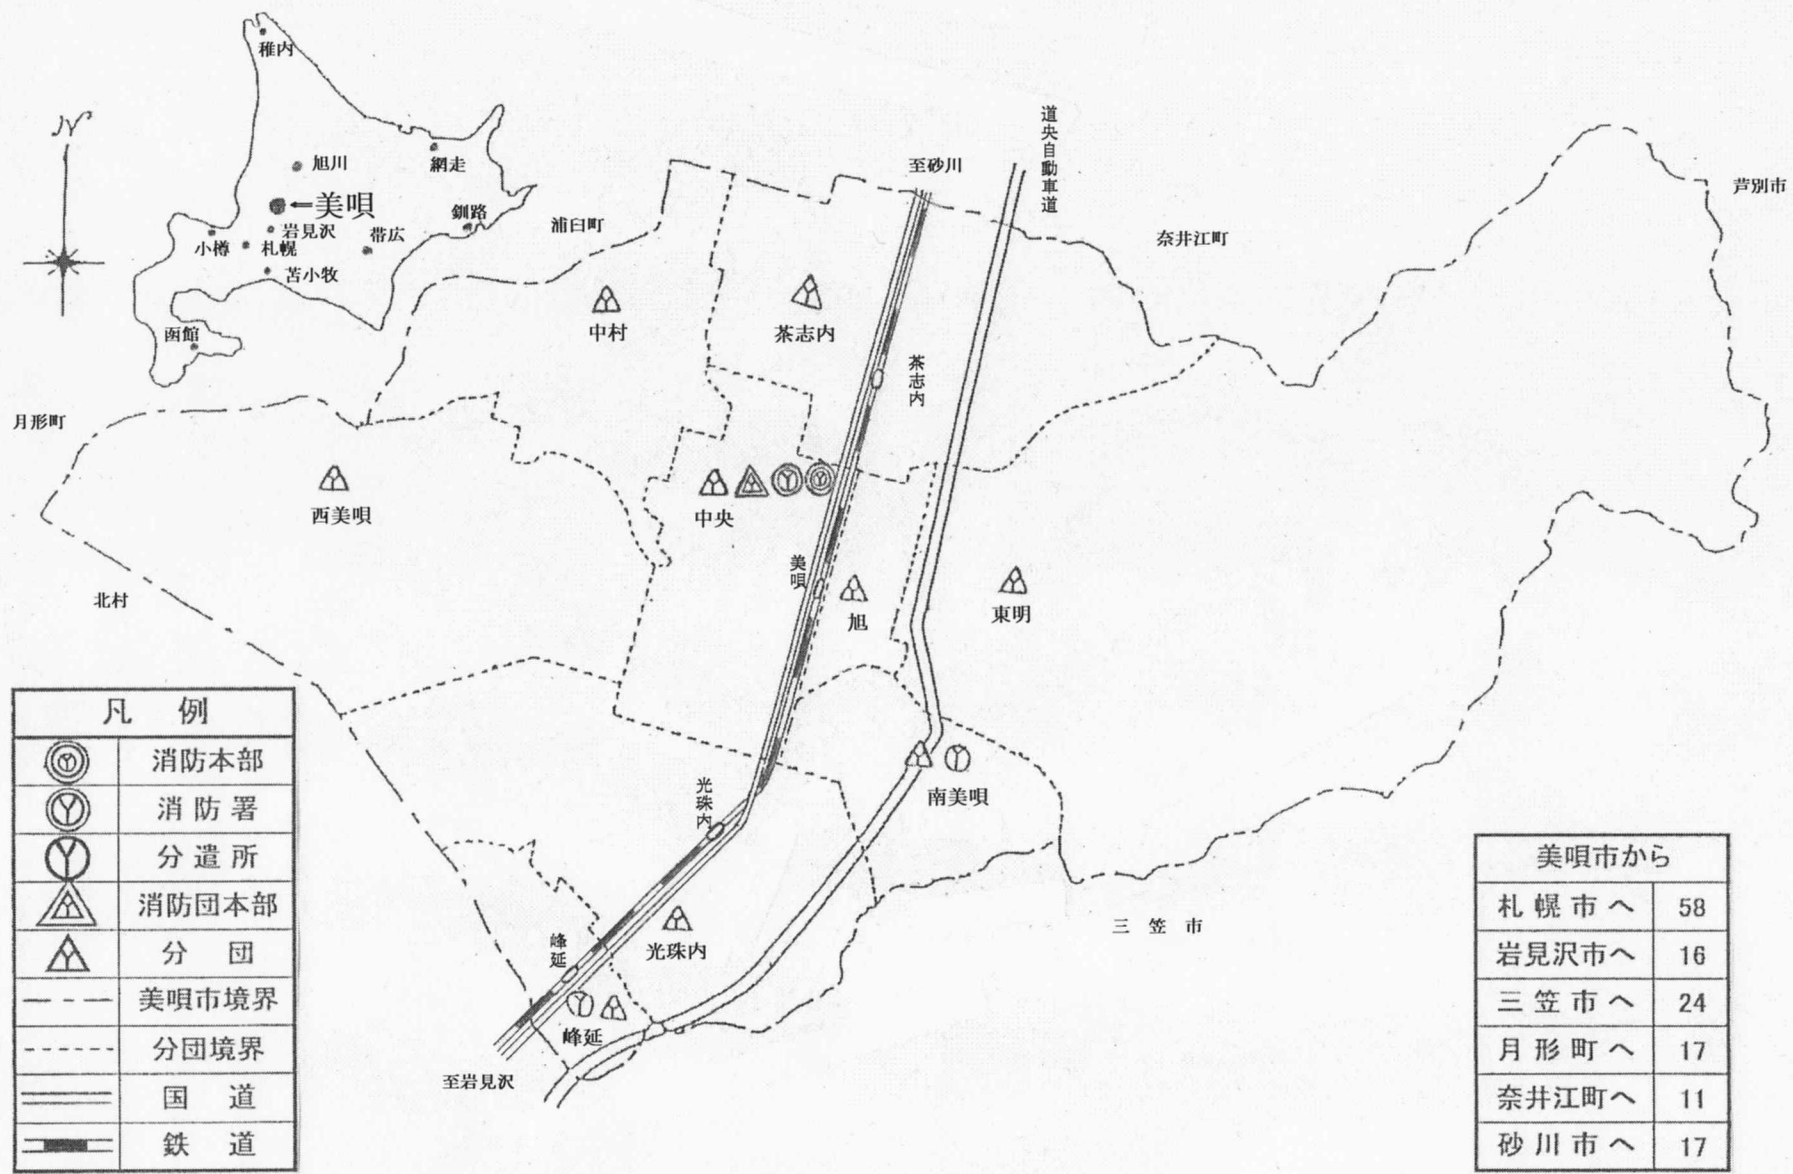 N
稚内
旭川
網走
←美唄
釧路
岩見沢
帯広
小樽
札幌
苫小牧
函館
浦臼町
至砂川
道央自動車道
奈井江町
芦別市
月形町
中村
茶志内
茶志内
西美唄
中央
美唄
旭
東明
北村
光珠内
南美唄
峰延
光珠内
峰延
三笠市
至岩見沢
凡 例
消防本部
消防署
分遣所
消防団本部
分 団
美唄市境界
分団境界
国 道
鉄 道
美唄市から
札幌市へ 58
岩見沢市へ 16
三笠市へ 24
月形町へ 17
奈井江町へ 11
砂川市へ 17